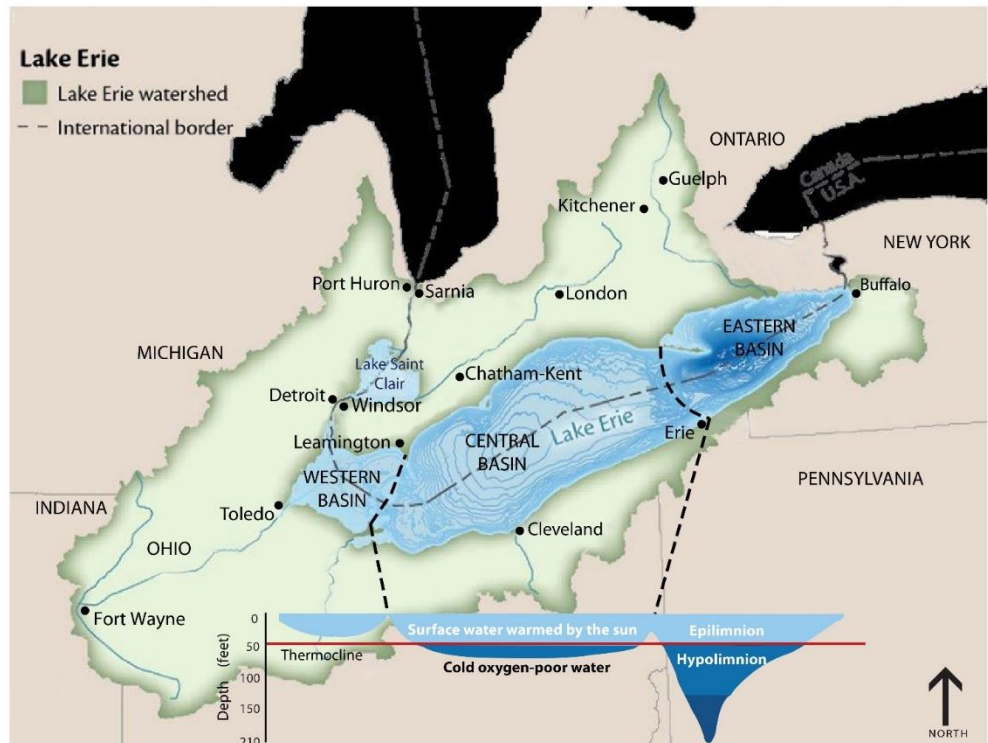 Lake Erie
Lake Erie watershed
International border
ONTARIO
Canada
U.S.A.
Guelph
Kitchener
NEW YORK
Port Huron
Sarnia
London
Buffalo
EASTERN
BASIN
MICHIGAN
Lake Saint
Clair
Chatham-Kent
Detroit
Windsor
Lake Erie
Erie
Leamington
CENTRAL
BASIN
WESTERN
BASIN
PENNSYLVANIA
INDIANA
Toledo
Cleveland
OHIO
Fort Wayne
0
Surface water warmed by the sun
Epilimnion
50
Thermocline
Cold oxygen-poor water
Hypolimnion
Depth (feet)
100
150
210
NORTH